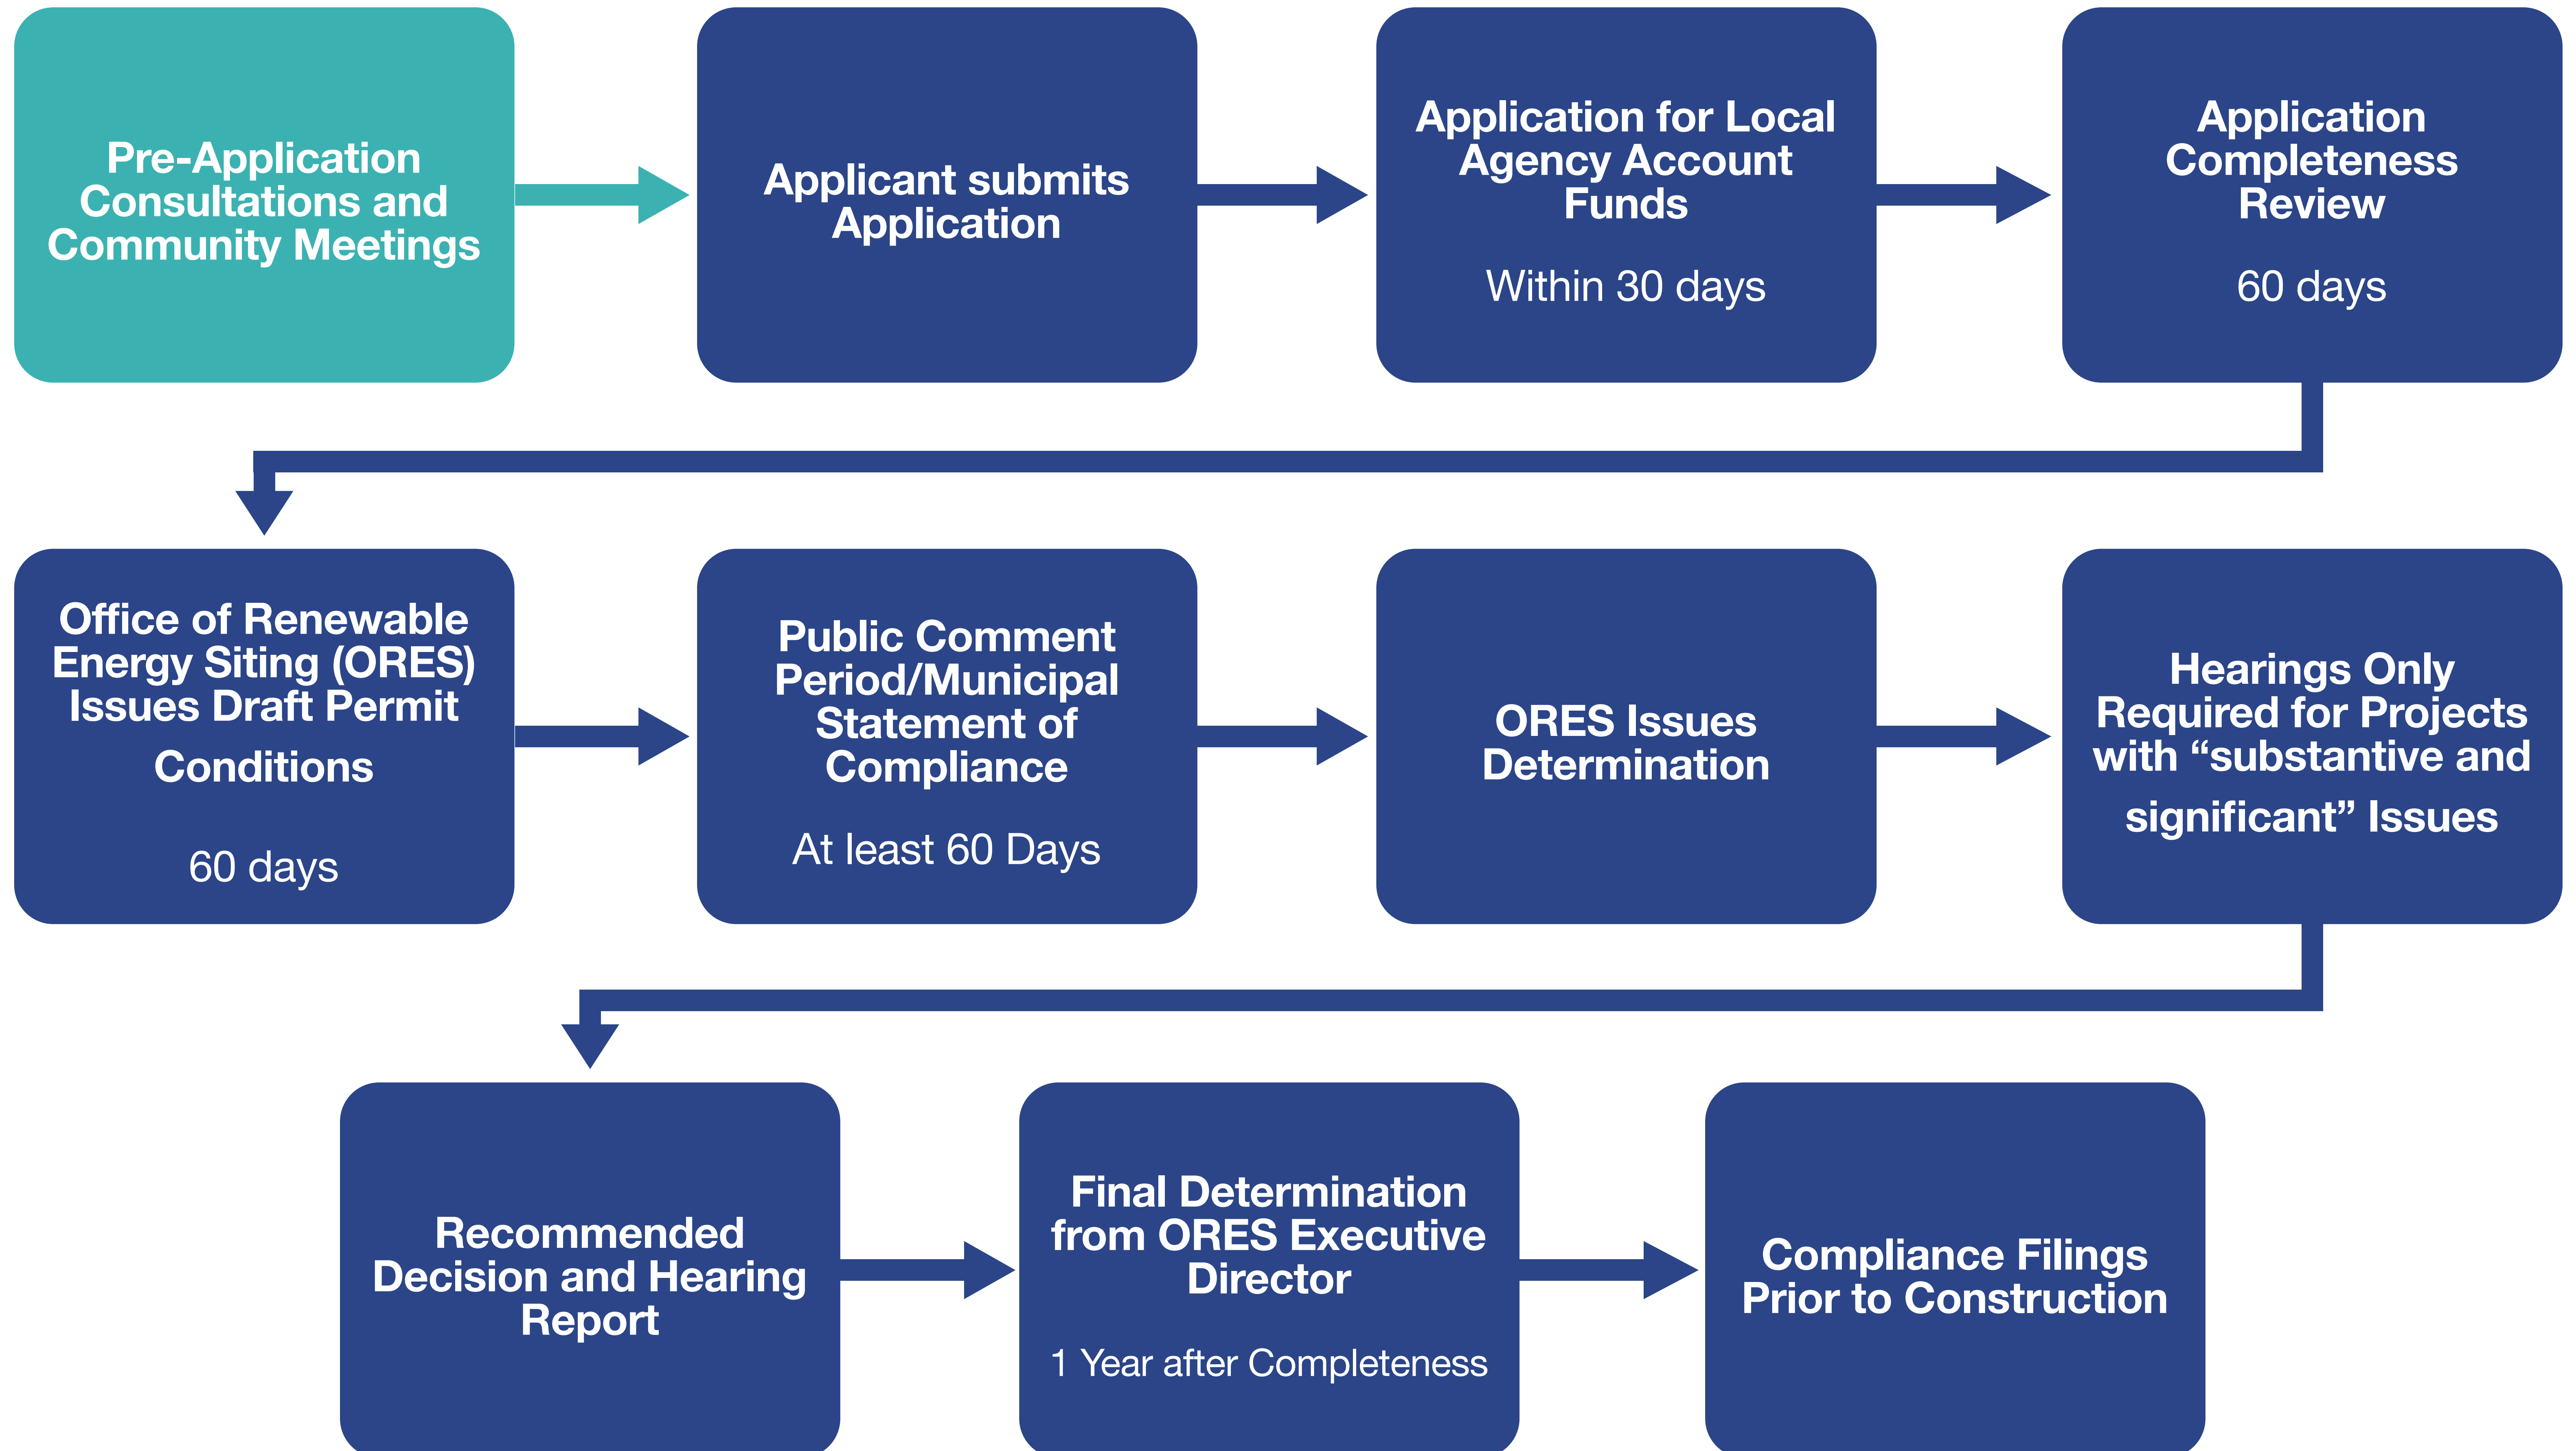 Pre-Application
Consultations and
Community Meetings
Applicant submits
Application
Application for Local
Agency Account
Funds
Within 30 days
Application
Completeness
Review
60 days
Office of Renewable
Energy Siting (ORES)
Issues Draft Permit
Conditions
60 days
Public Comment
Period/Municipal
Statement of
Compliance
At least 60 Days
ORES Issues
Determination
Hearings Only
Required for Projects
with “substantive and
significant” Issues
Recommended
Decision and Hearing
Report
Final Determination
from ORES Executive
Director
1 Year after Completeness
Compliance Filings
Prior to Construction